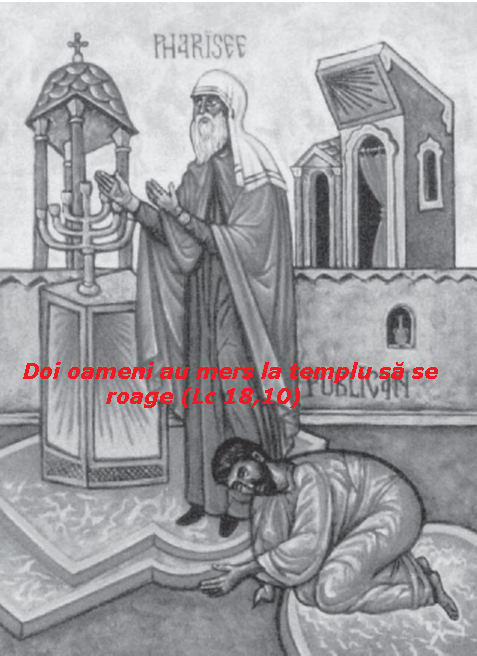 PHARISEE
Doi oameni au mers la templu să se
roage (Lc 18,10)
PUBLICAN